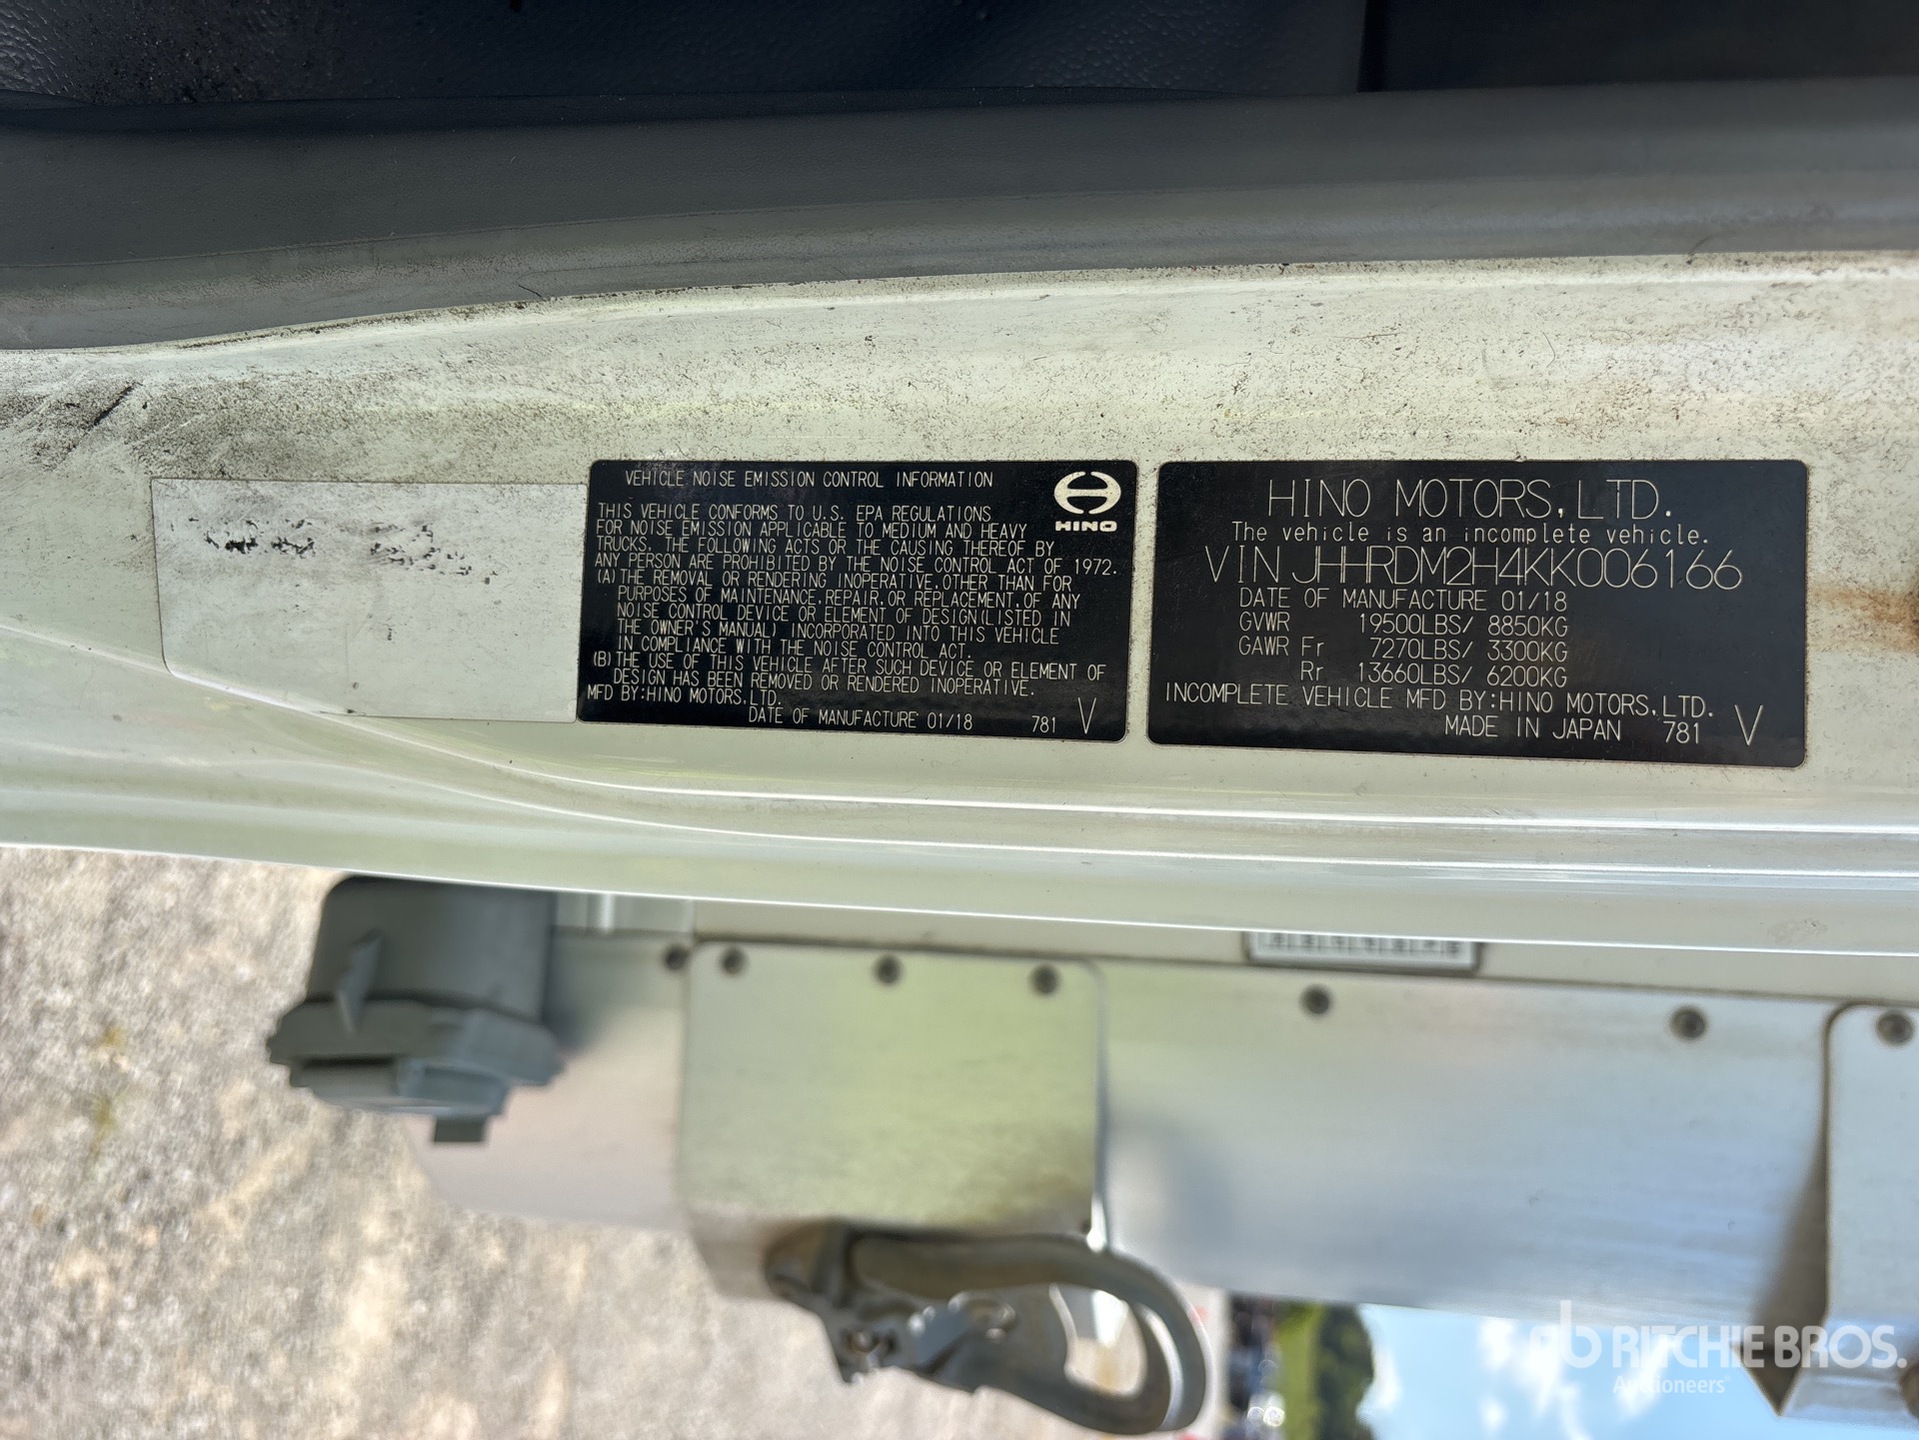 VEHICLE NOISE EMISSION CONTROL INFORMATION
HINO
THIS VEHICLE CONFORMS TO U.S. EPA REGULATIONS
FOR NOISE EMISSION APPLICABLE TO MEDIUM AND HEAVY
TRUCKS. THE FOLLOWING ACTS OR THE CAUSING THEREOF BY
ANY PERSON ARE PROHIBITED BY THE NOISE CONTROL ACT OF 1972.
(A) THE REMOVAL OR RENDERING INOPERATIVE,OTHER THAN FOR
PURPOSES OF MAINTENANCE,REPAIR,OR REPLACEMENT,OF ANY
NOISE CONTROL DEVICE OR ELEMENT OF DESIGN(LISTED IN
THE OWNER'S MANUAL) INCORPORATED INTO THIS VEHICLE
IN COMPLIANCE WITH THE NOISE CONTROL ACT.
(B) THE USE OF THIS VEHICLE AFTER SUCH DEVICE OR ELEMENT OF
DESIGN HAS BEEN REMOVED OR RENDERED INOPERATIVE.
MFD BY:HINO MOTORS,LTD.
DATE OF MANUFACTURE 01/18 781 V
HINO MOTORS,LTD.
The vehicle is an incomplete vehicle.
VIN JHHRDM2H4KK006166
DATE OF MANUFACTURE 01/18
GVWR 19500LBS/ 8850KG
GAWR Fr 7270LBS/ 3300KG
Rr 13660LBS/ 6200KG
INCOMPLETE VEHICLE MFD BY:HINO MOTORS,LTD.
MADE IN JAPAN 781 V
rb RITCHIE BROS.
Auctioneers